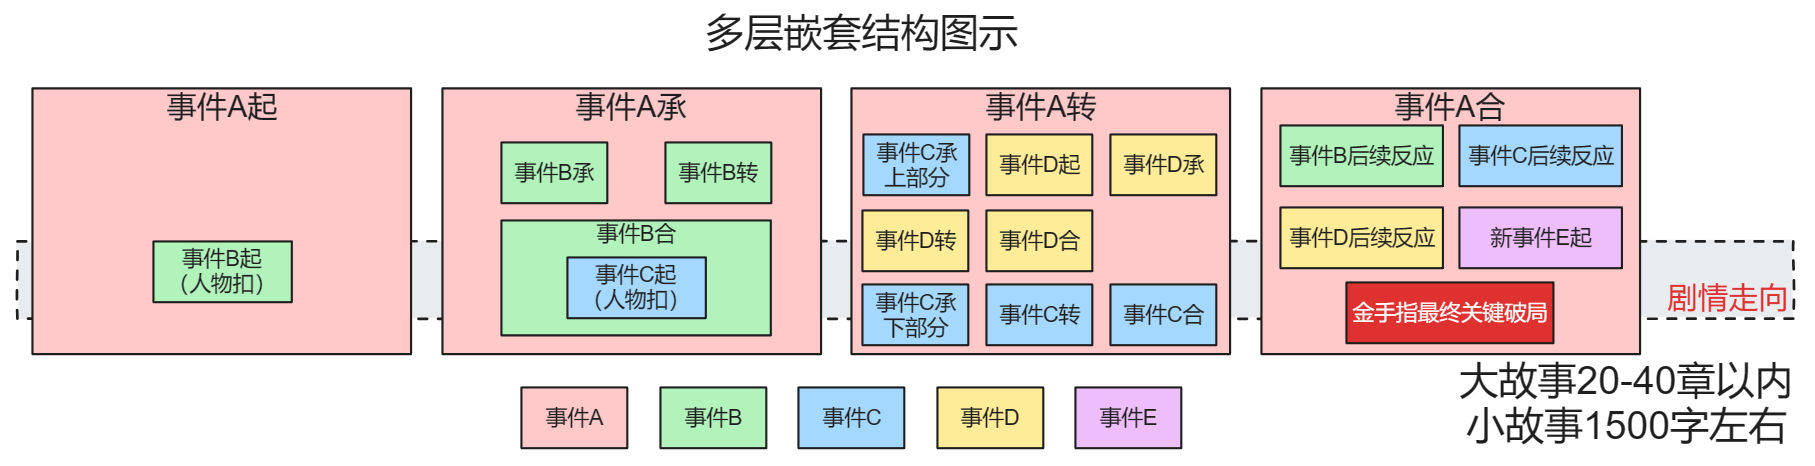 多层嵌套结构图示
事件A起
事件B起
（人物扣）
事件A承
事件B承
事件B转
事件B合
事件C起
（人物扣）
事件A转
事件C承
上部分
事件D起
事件D承
事件D转
事件D合
事件C承
下部分
事件C转
事件C合
事件A合
事件B后续反应
事件C后续反应
事件D后续反应
新事件E起
金手指最终关键破局
剧情走向
大故事20-40章以内
小故事1500字左右
事件A
事件B
事件C
事件D
事件E